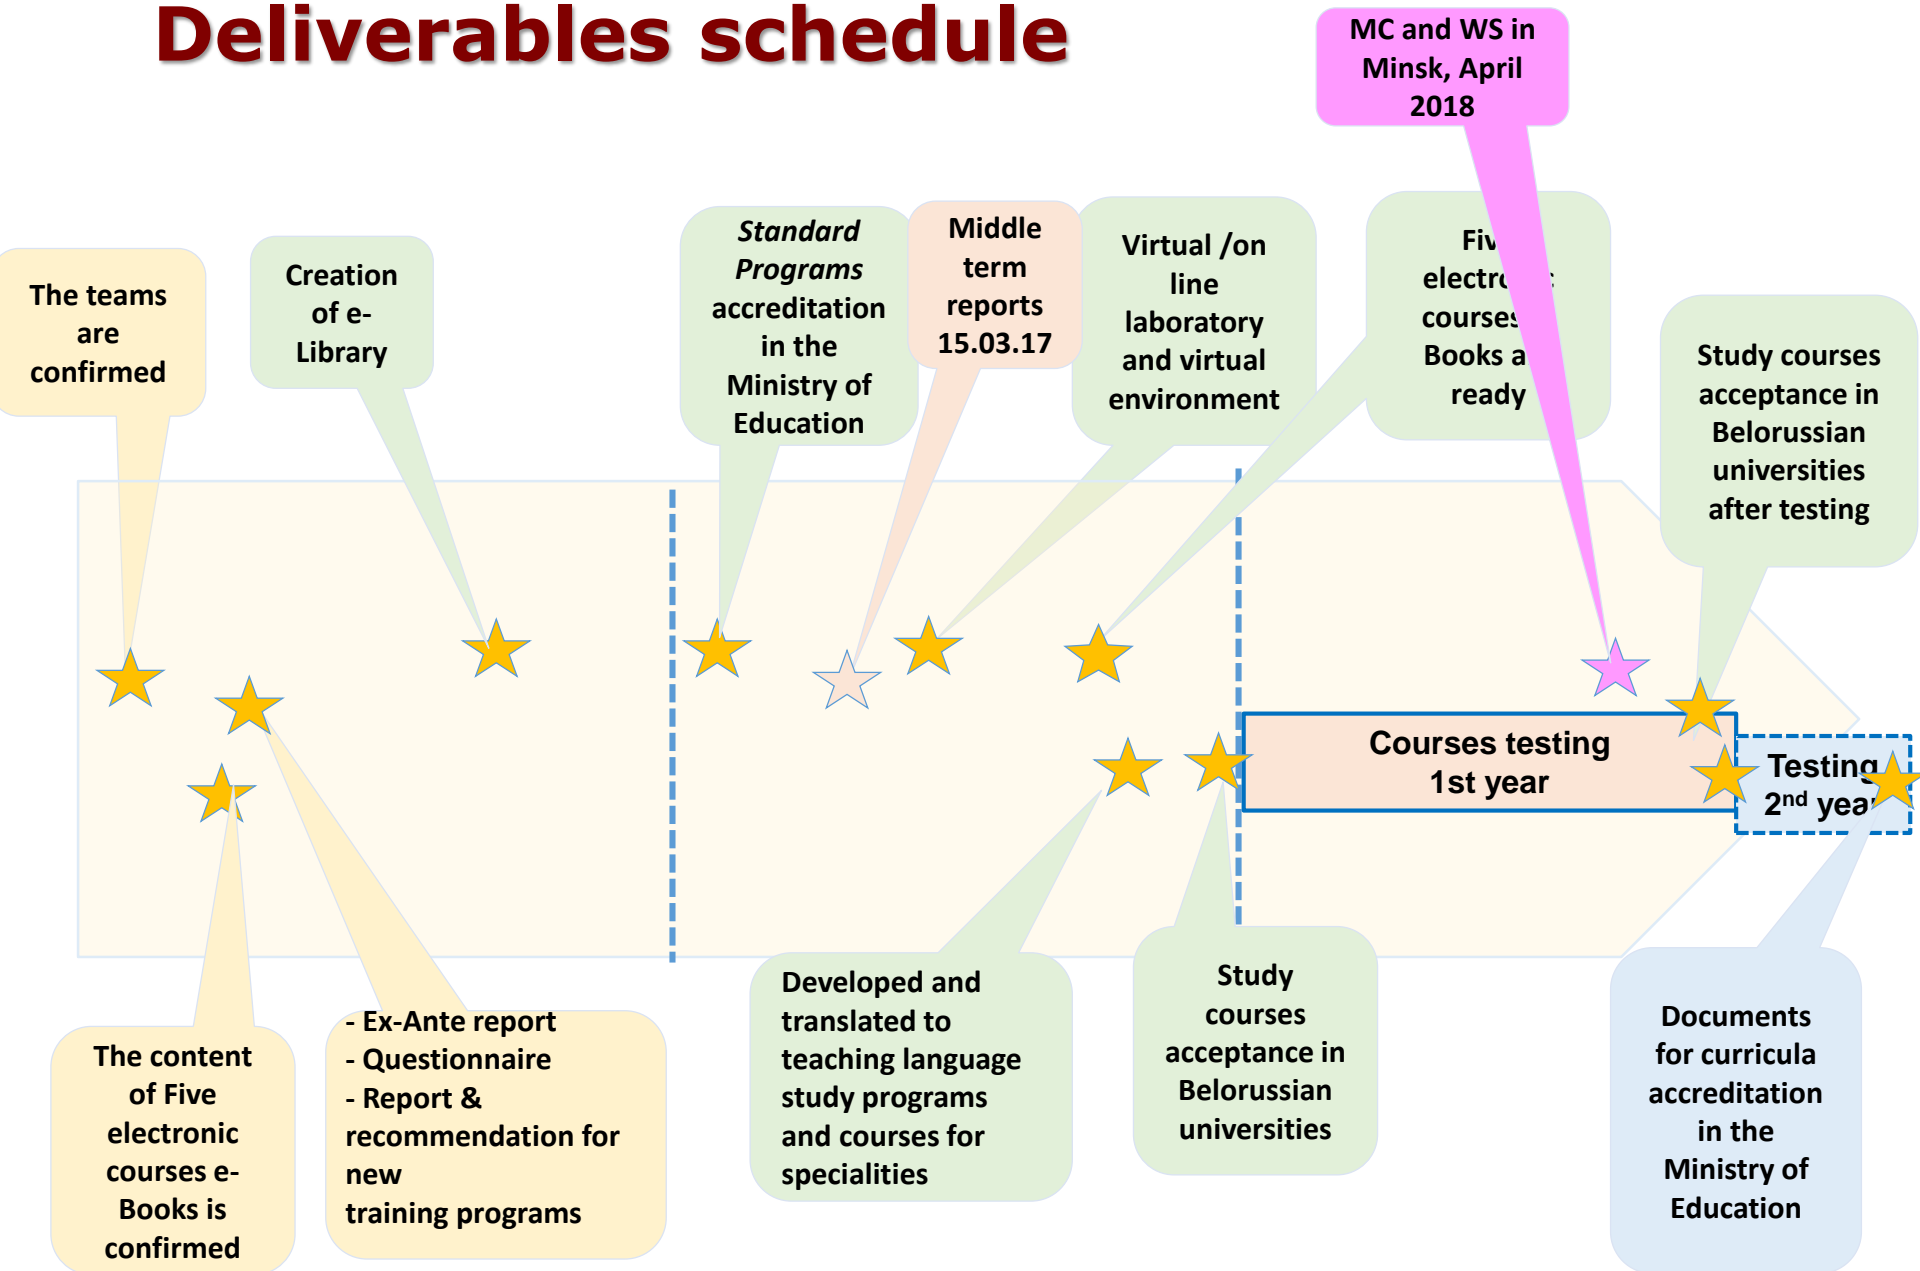 Deliverables schedule
MC and WS in
Minsk, April
2018
The teams
are
confirmed
Creation
of e-
Library
Standard
Programs
accreditation
in the
Ministry of
Education
Middle
term
reports
15.03.17
Virtual /on
line
laboratory
and virtual
environment
courses
Books
ready
Study courses
acceptance in
Belorussian
universities
after testing
Courses testing
1st year
Testing
2nd year
The content
of Five
electronic
courses e-
Books is
confirmed
- Ex-Ante report
- Questionnaire
- Report &
recommendation for
new
training programs
Developed and
translated to
teaching language
study programs
and courses for
specialities
Study
courses
acceptance in
Belorussian
universities
Documents
for curricula
accreditation
in the
Ministry of
Education